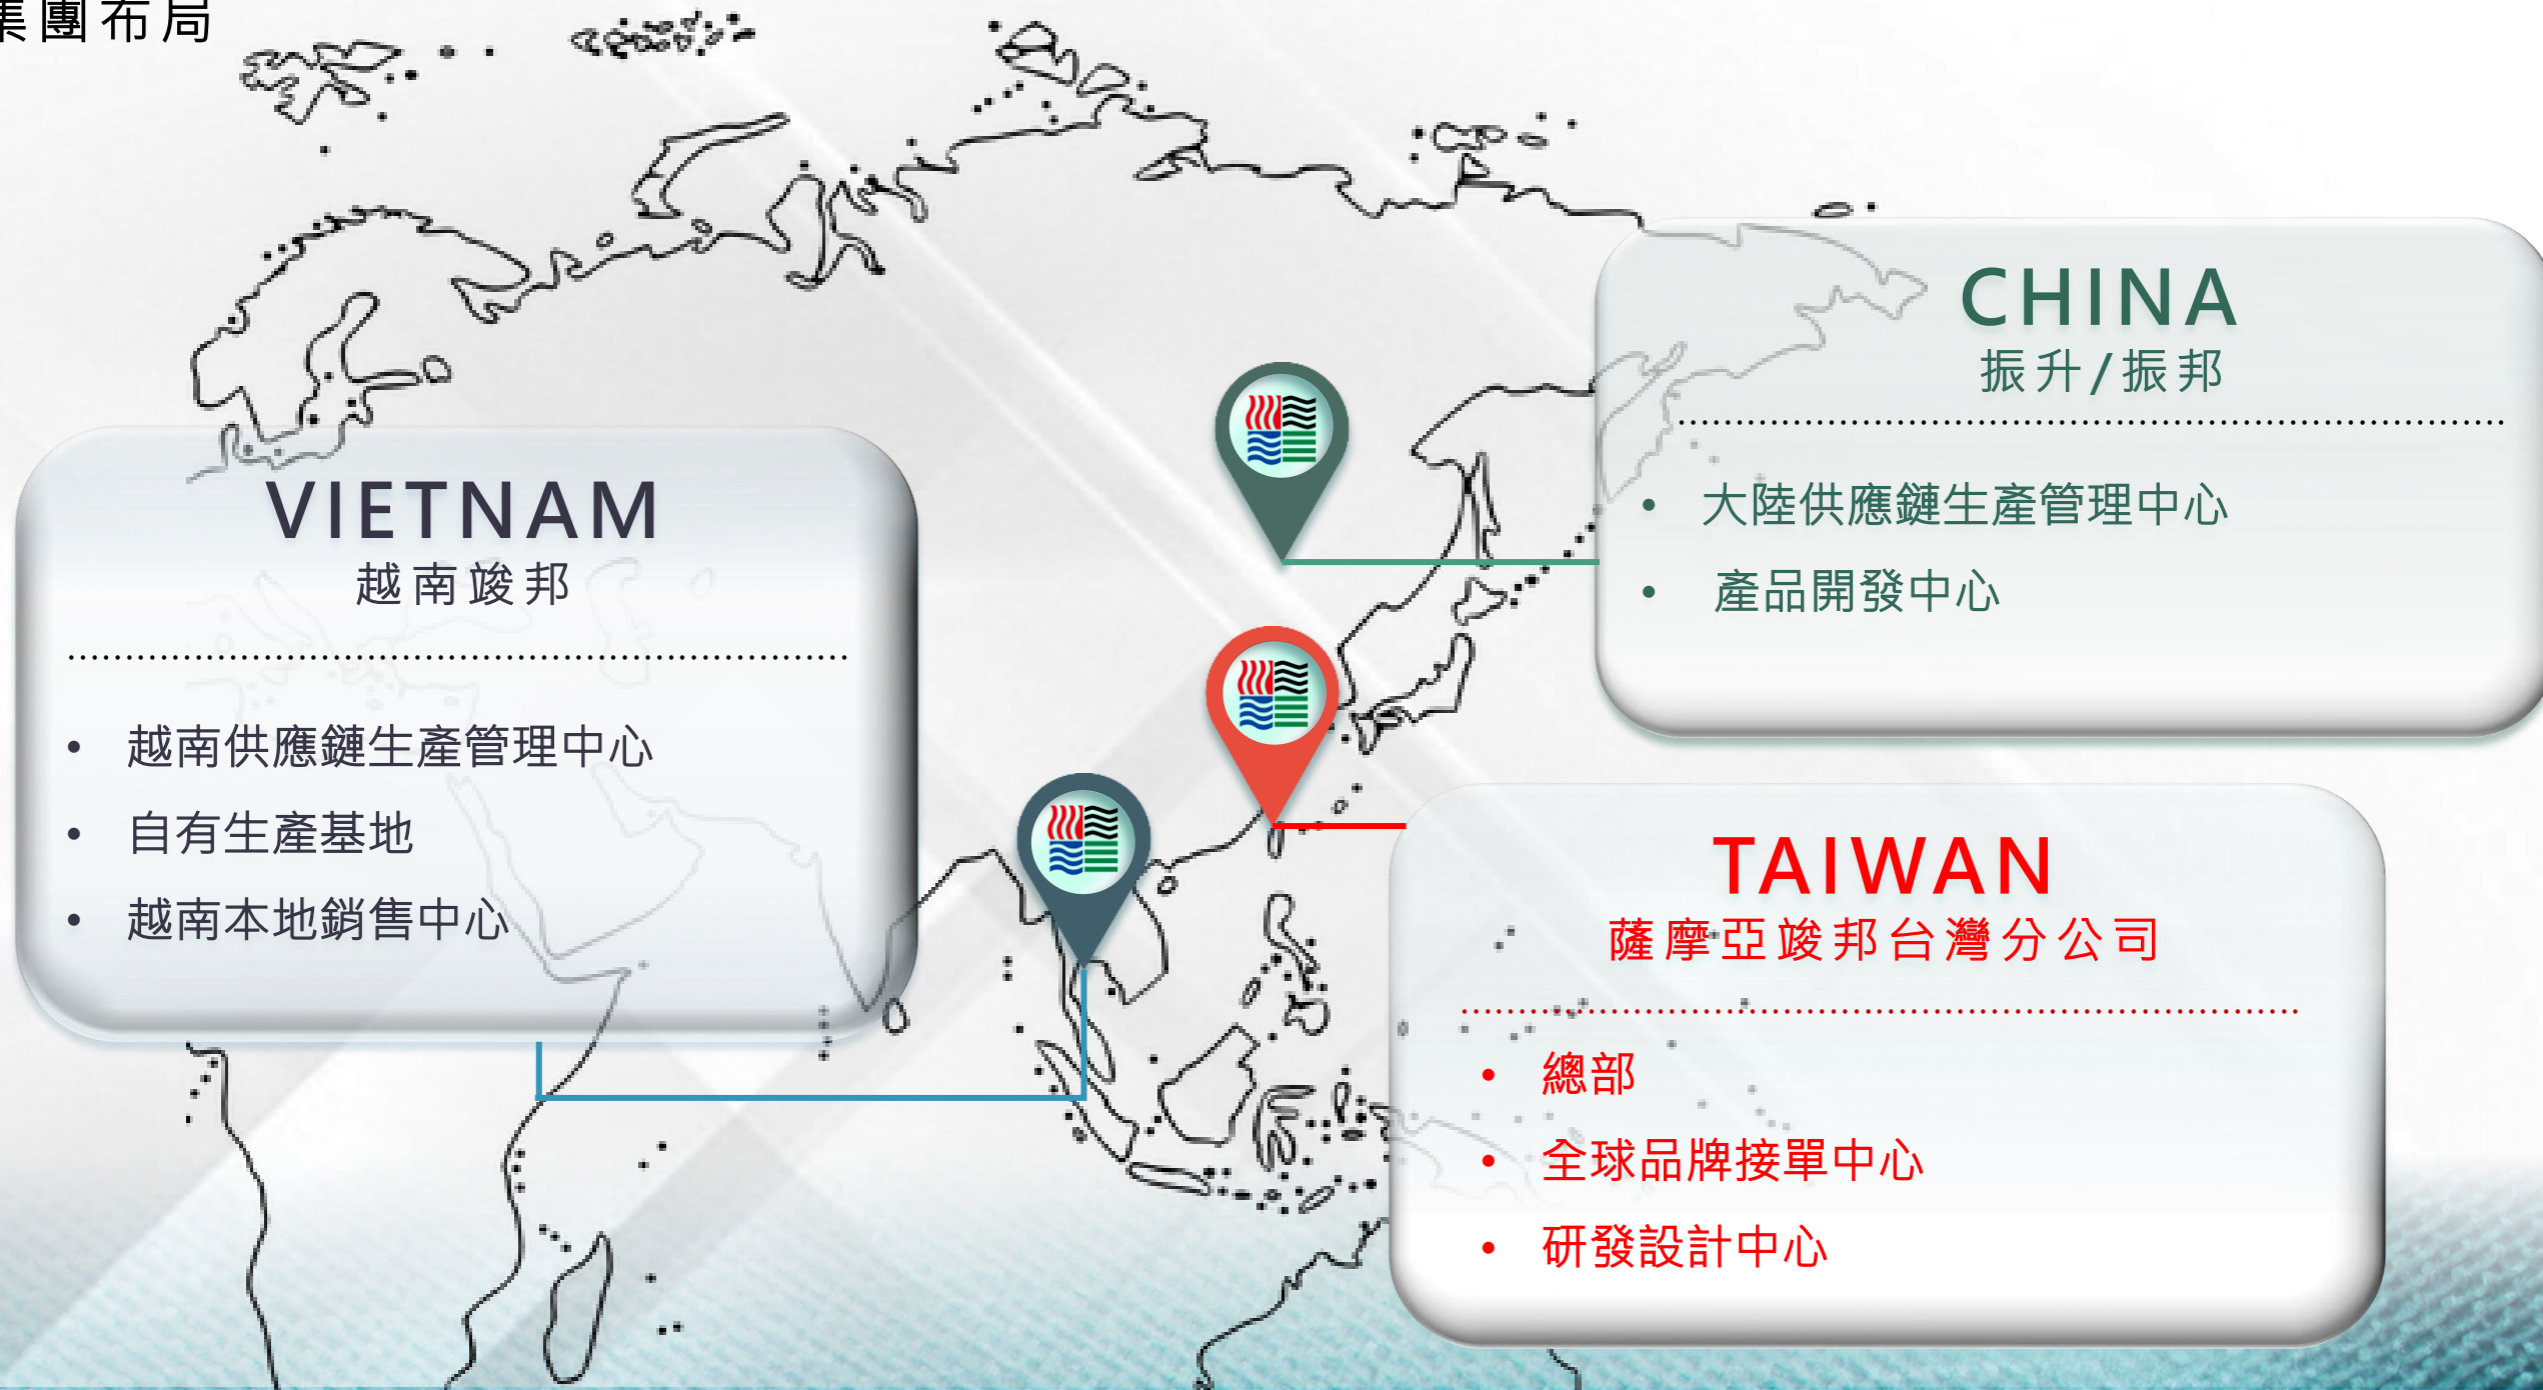 集團布局
CHINA
振升/振邦
• 大陸供應鏈生產管理中心
• 產品開發中心
VIETNAM
越南竣邦
• 越南供應鏈生產管理中心
• 自有生產基地
• 越南本地銷售中心
TAIWAN
薩摩亞竣邦台灣分公司
• 總部
• 全球品牌接單中心
• 研發設計中心